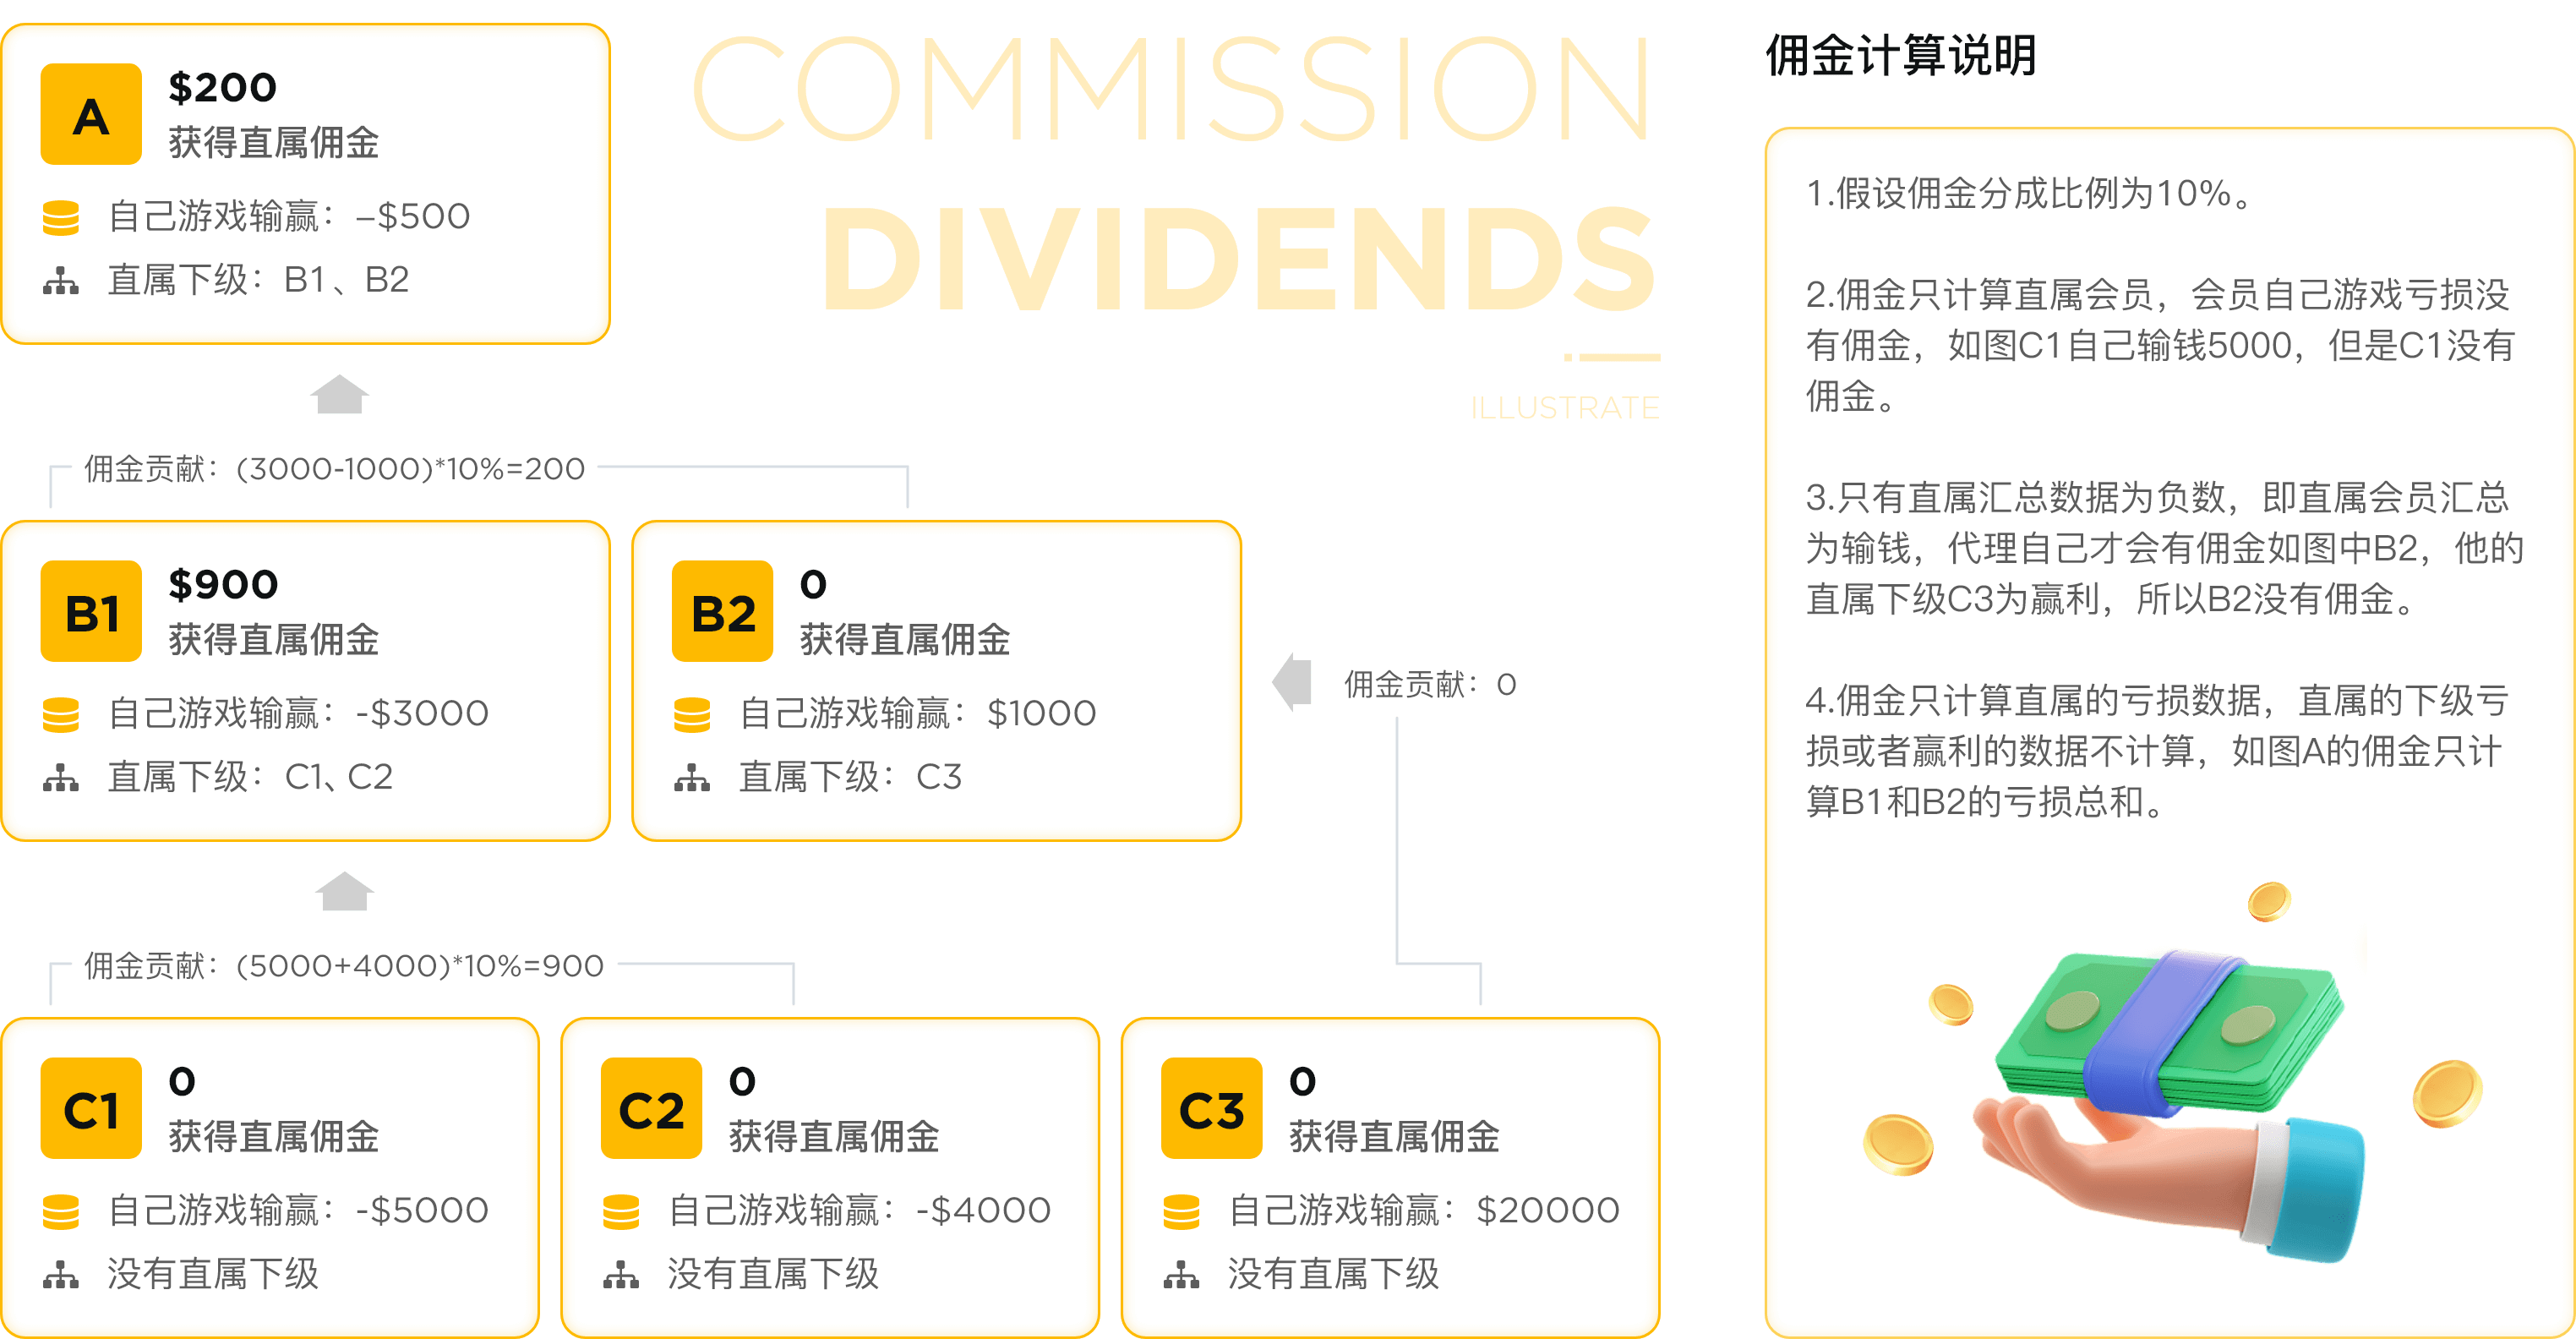 COMMISSION
DIVIDENDS
ILLUSTRATE
A
$200
获得直属佣金
自己游戏输赢：–$500
直属下级：B1、B2
佣金贡献：(3000-1000)*10%=200
B1
$900
获得直属佣金
自己游戏输赢：-$3000
直属下级：C1、C2
B2
0
获得直属佣金
自己游戏输赢：$1000
直属下级：C3
佣金贡献：0
佣金贡献：(5000+4000)*10%=900
C1
0
获得直属佣金
自己游戏输赢：-$5000
没有直属下级
C2
0
获得直属佣金
自己游戏输赢：-$4000
没有直属下级
C3
0
获得直属佣金
自己游戏输赢：$20000
没有直属下级
佣金计算说明
1.假设佣金分成比例为10%。
2.佣金只计算直属会员，会员自己游戏亏损没
有佣金，如图C1自己输钱5000，但是C1没有
佣金。
3.只有直属汇总数据为负数，即直属会员汇总
为输钱，代理自己才会有佣金如图中B2，他的
直属下级C3为赢利，所以B2没有佣金。
4.佣金只计算直属的亏损数据，直属的下级亏
损或者赢利的数据不计算，如图A的佣金只计
算B1和B2的亏损总和。